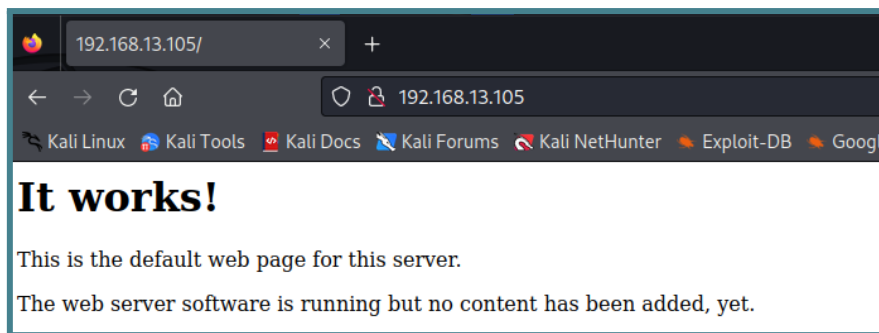 192.168.13.105/
192.168.13.105
Kali Linux Kali Tools Kali Docs Kali Forums Kali NetHunter Exploit-DB Googl
It works!
This is the default web page for this server.
The web server software is running but no content has been added, yet.